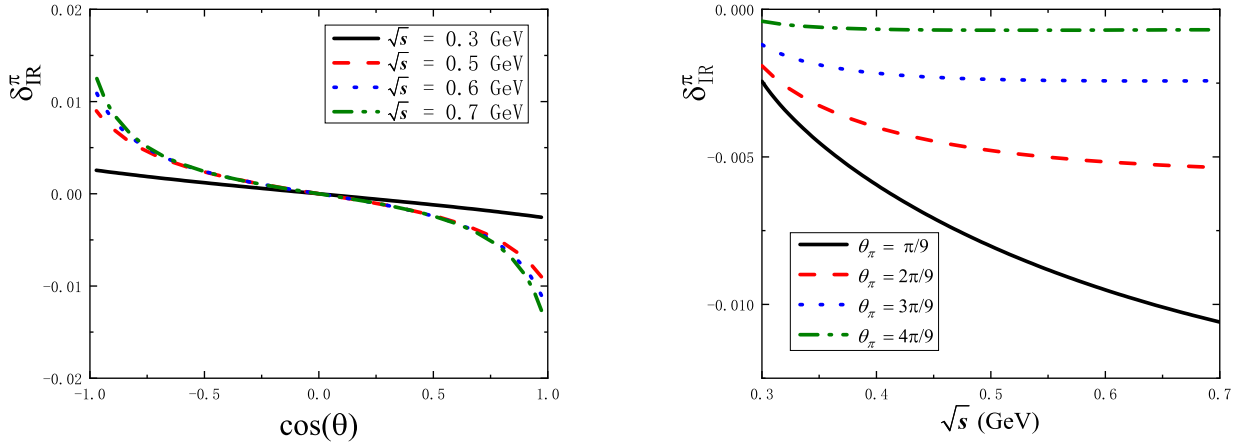 0.02
0.01
0.00
-0.01
-0.02
δ_IR^π
√s = 0.3 GeV
√s = 0.5 GeV
√s = 0.6 GeV
√s = 0.7 GeV
-1.0 -0.5 0.0 0.5 1.0
cos(θ)
0.000
-0.005
-0.010
δ_IR^π
θ_π = π/9
θ_π = 2π/9
θ_π = 3π/9
θ_π = 4π/9
0.3 0.4 0.5 0.6 0.7
√s (GeV)